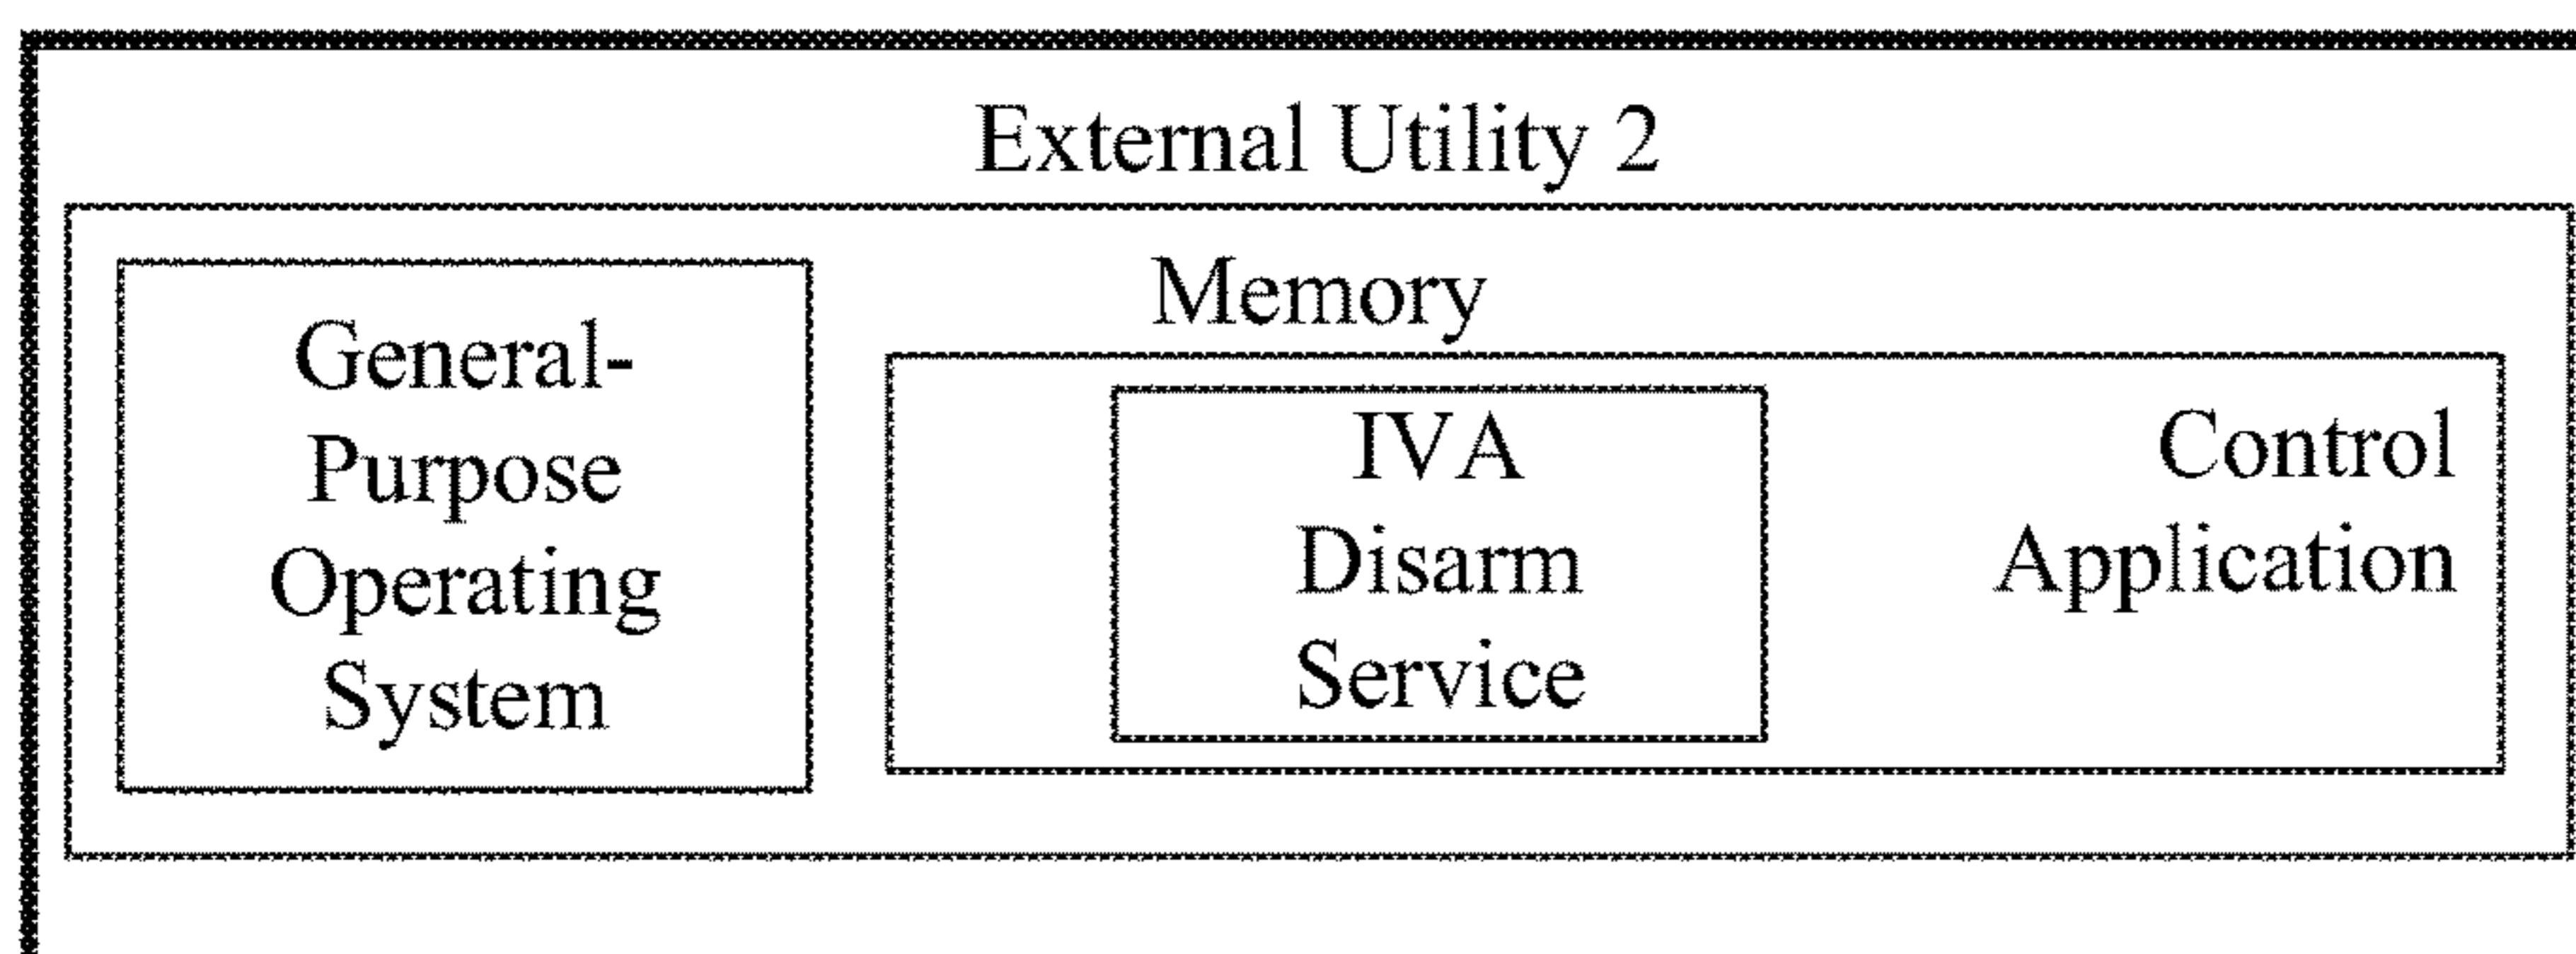 External Utility 2
Memory
General-
Purpose
Operating
System
IVA
Disarm
Service
Control
Application